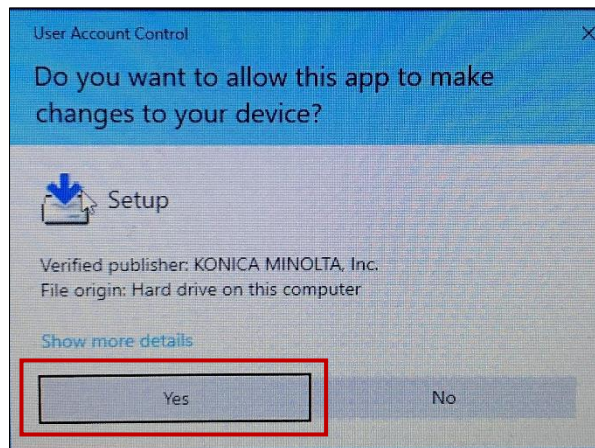 User Account Control
Do you want to allow this app to make
changes to your device?
Setup
Verified publisher: KONICA MINOLTA, Inc.
File origin: Hard drive on this computer
Show more details
Yes
No